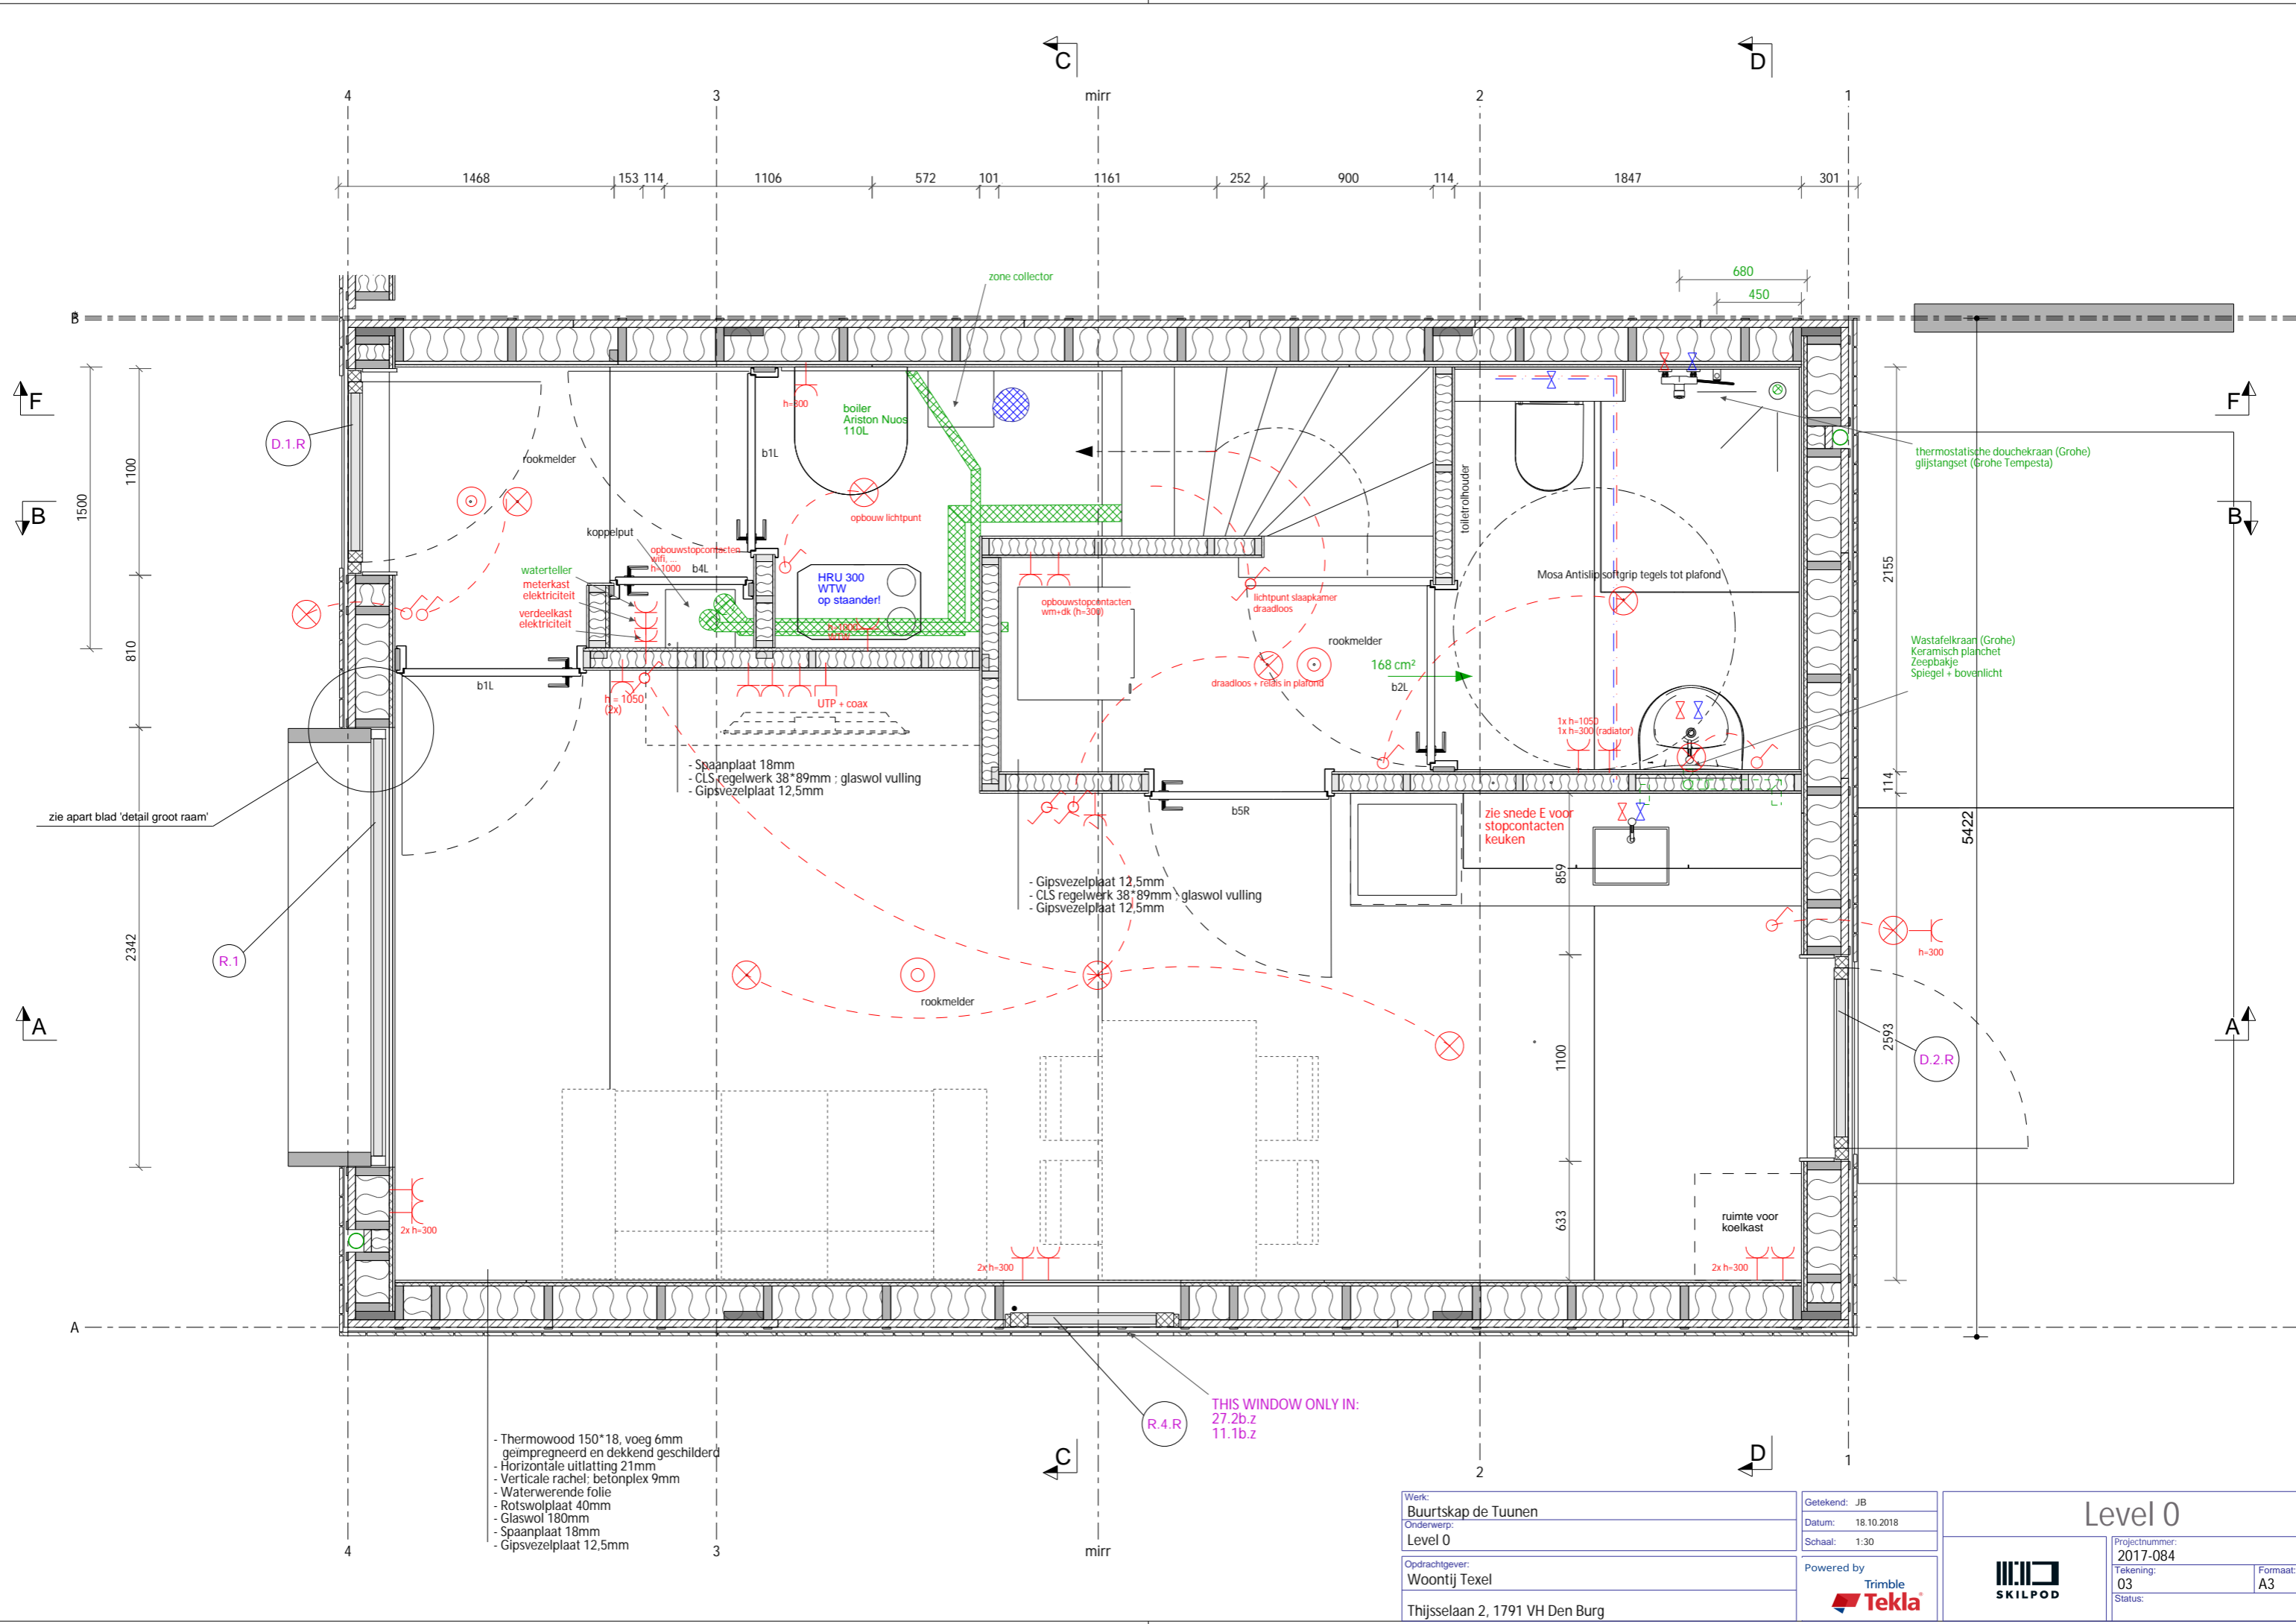 C
D
4
3
mirr
2
1
1468
153
114
1106
572
101
1161
252
900
114
1847
301
zone collector
680
450
B
F
F
D.1.R
rookmelder
h=300
boiler
Ariston Nuos
110L
b1L
toiletrolhouder
thermostatische douchekraan (Grohe)
glijstangset (Grohe Tempesta)
1500
1100
B
B
opbouw lichtpunt
koppelput
opbouwstopcontacten
wifi, ...
h=1000
b4L
waterteller
meterkast
elektriciteit
verdeelkast
elektriciteit
HRU 300
WTW
op staander!
h=1000
WTW
opbouwstopcontacten
wm+dk (h=300)
lichtpunt slaapkamer
draadloos
Mosa Antislip softgrip tegels tot plafond
2155
810
rookmelder
168 cm²
b2L
draadloos + relais in plafond
Wastafelkraan (Grohe)
Keramisch planchet
Zeepbakje
Spiegel + bovenlicht
b1L
h = 1050
(2x)
UTP + coax
1x h=1050
1x h=300 (radiator)
- Spaanplaat 18mm
- CLS regelwerk 38*89mm ; glaswol vulling
- Gipsvezelplaat 12,5mm
114
zie apart blad 'detail groot raam'
b5R
zie snede E voor
stopcontacten
keuken
5422
859
- Gipsvezelplaat 12,5mm
- CLS regelwerk 38*89mm ; glaswol vulling
- Gipsvezelplaat 12,5mm
2342
R.1
h=300
rookmelder
A
A
1100
2593
D.2.R
633
ruimte voor
koelkast
2x h=300
2x h=300
2x h=300
A
R.4.R
THIS WINDOW ONLY IN:
27.2b.z
11.1b.z
- Thermowood 150*18, voeg 6mm
geïmpregneerd en dekkend geschilderd
- Horizontale uitlatting 21mm
- Verticale rachel; betonplex 9mm
- Waterwerende folie
- Rotswolplaat 40mm
- Glaswol 180mm
- Spaanplaat 18mm
- Gipsvezelplaat 12,5mm
C
D
4
3
mirr
2
1
Werk:
Buurtskap de Tuunen
Onderwerp:
Level 0
Opdrachtgever:
Woontij Texel
Thijsselaan 2, 1791 VH Den Burg
Getekend: JB
Datum: 18.10.2018
Schaal: 1:30
Powered by
Trimble
Tekla
Level 0
SKILPOD
Projectnummer:
2017-084
Tekening:
03
Formaat:
A3
Status: